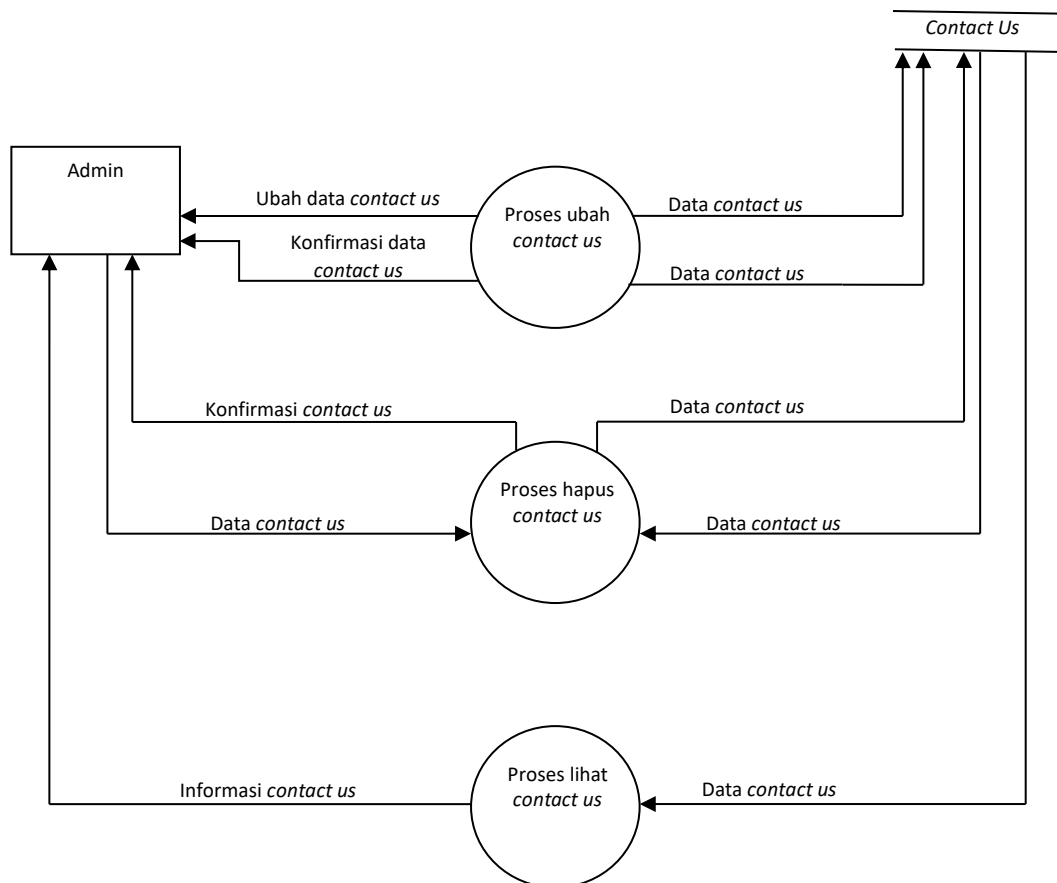 Contact Us
Admin
Ubah data contact us
Proses ubah
contact us
Data contact us
Konfirmasi data
contact us
Data contact us
Konfirmasi contact us
Data contact us
Proses hapus
contact us
Data contact us
Data contact us
Proses lihat
contact us
Informasi contact us
Data contact us